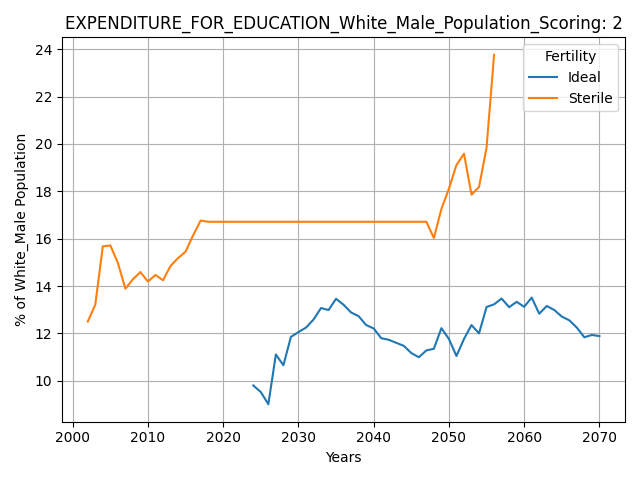 EXPENDITURE_FOR_EDUCATION_White_Male_Population_Scoring: 2
% of White_Male Population
24
22
20
18
16
14
12
10
Fertility
Ideal
Sterile
2000 2010 2020 2030 2040 2050 2060 2070
Years